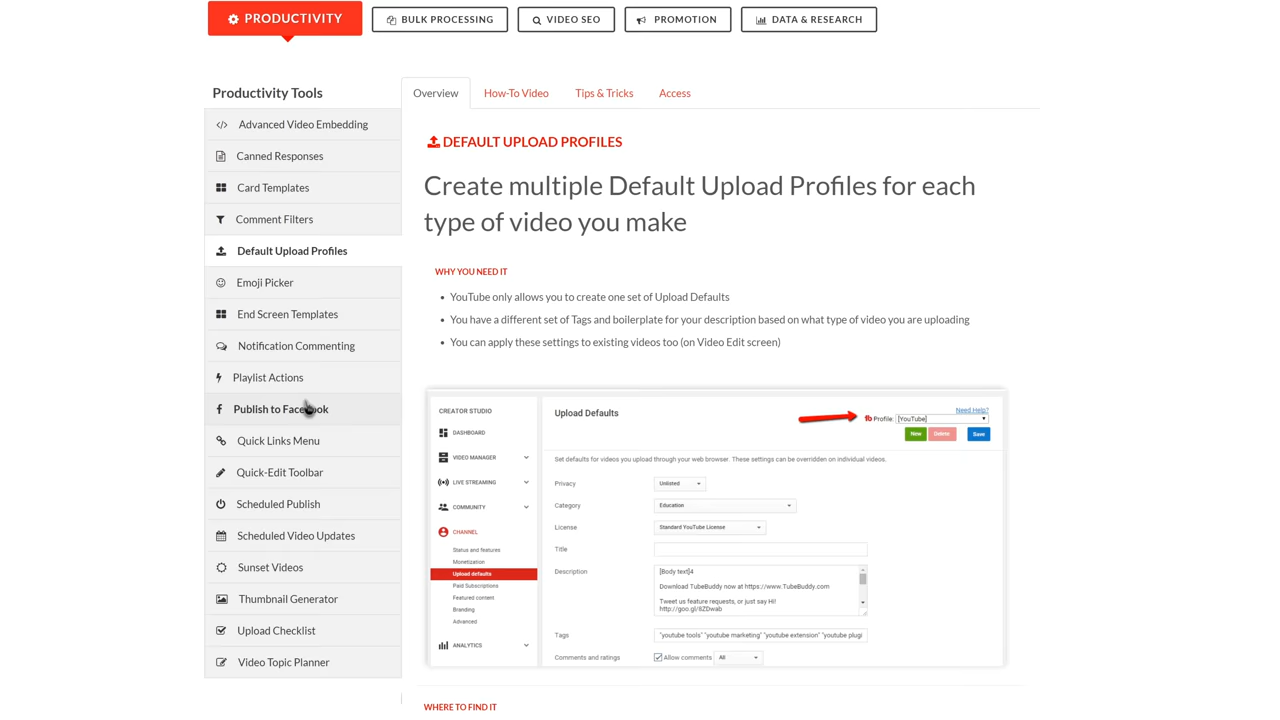 PRODUCTIVITY
BULK PROCESSING
VIDEO SEO
PROMOTION
DATA & RESEARCH
Productivity Tools
Advanced Video Embedding
Canned Responses
Card Templates
Comment Filters
Default Upload Profiles
Emoji Picker
End Screen Templates
Notification Commenting
Playlist Actions
Publish to Facebook
Quick Links Menu
Quick-Edit Toolbar
Scheduled Publish
Scheduled Video Updates
Sunset Videos
Thumbnail Generator
Upload Checklist
Video Topic Planner
Overview
How-To Video
Tips & Tricks
Access
DEFAULT UPLOAD PROFILES
Create multiple Default Upload Profiles for each
type of video you make
WHY YOU NEED IT
YouTube only allows you to create one set of Upload Defaults
You have a different set of Tags and boilerplate for your description based on what type of video you are uploading
You can apply these settings to existing videos too (on Video Edit screen)
CREATOR STUDIO
DASHBOARD
VIDEO MANAGER
LIVE STREAMING
COMMUNITY
CHANNEL
Status and features
Monetization
Upload defaults
Paid Subscriptions
Featured content
Branding
Advanced
ANALYTICS
Upload Defaults
Need Help?
tb Profile: [YouTube]
New
Delete
Save
Set defaults for videos you upload through your web browser. These settings can be overridden on individual videos.
Privacy
Unlisted
Category
Education
License
Standard YouTube License
Title
Description
[Body text]4
Download TubeBuddy now at https://www.TubeBuddy.com
Tweet us feature requests, or just say Hi!
http://goo.gl/8ZDwab
Tags
"youtube tools" "youtube marketing" "youtube extension" "youtube plugi
Comments and ratings
Allow comments
All
WHERE TO FIND IT